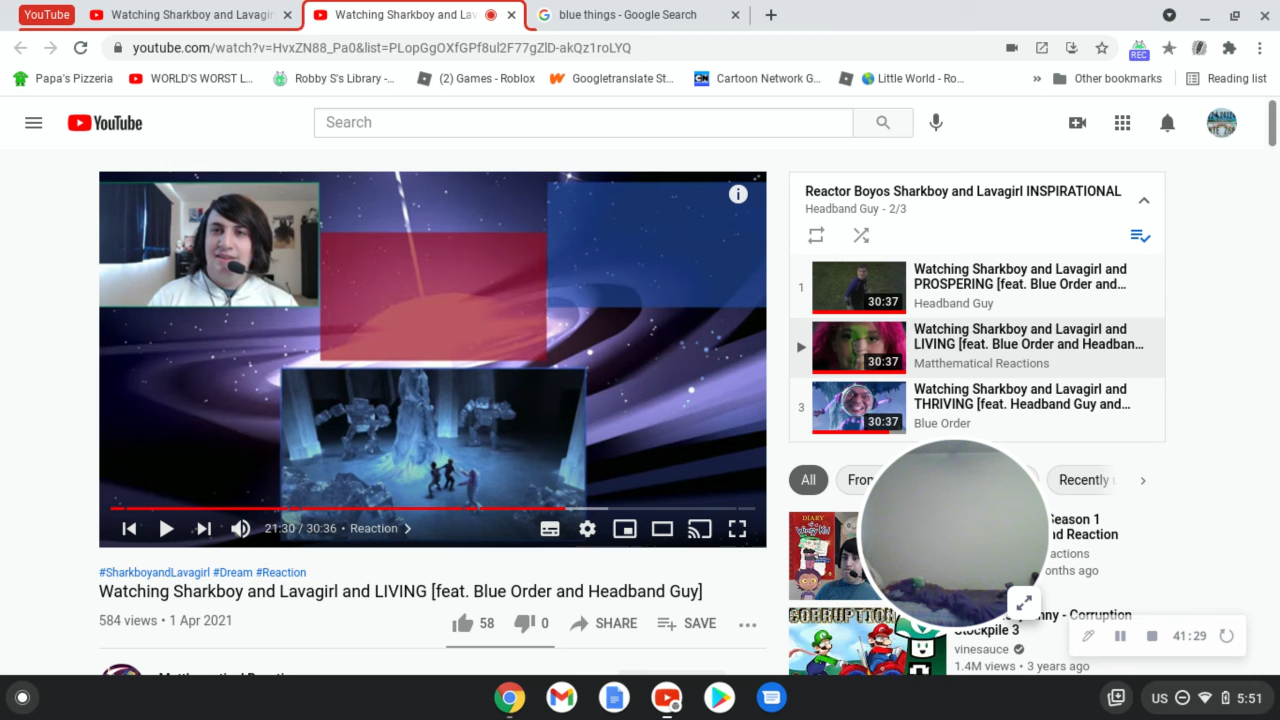 YouTube
Watching Sharkboy and Lavagir
Watching Sharkboy and Lav
blue things - Google Search
youtube.com/watch?v=HvxZN88_Pa0&list=PLopGgOXfGPf8ul2F77gZlD-akQz1roLYQ
REC
Papa's Pizzeria
WORLD'S WORST L...
Robby S's Library -...
(2) Games - Roblox
Googletranslate St...
Cartoon Network G...
Little World - Ro...
»
Other bookmarks
Reading list
YouTube
Search
Reactor Boyos Sharkboy and Lavagirl INSPIRATIONAL
Headband Guy - 2/3
1
30:37
Watching Sharkboy and Lavagirl and
PROSPERING [feat. Blue Order and...
Headband Guy
30:37
Watching Sharkboy and Lavagirl and
LIVING [feat. Blue Order and Headban...
Matthematical Reactions
3
30:37
Watching Sharkboy and Lavagirl and
THRIVING [feat. Headband Guy and...
Blue Order
21:30 / 30:36 • Reaction
#SharkboyandLavagirl #Dream #Reaction
Watching Sharkboy and Lavagirl and LIVING [feat. Blue Order and Headband Guy]
584 views • 1 Apr 2021
58
0
SHARE
SAVE
All
Recently
DIARY
Season 1
nd Reaction
actions
onths ago
CORRUPTION
nny - Corruption
Stockpile 3
vinesauce
1.4M views • 3 years ago
41:29
US
5:51